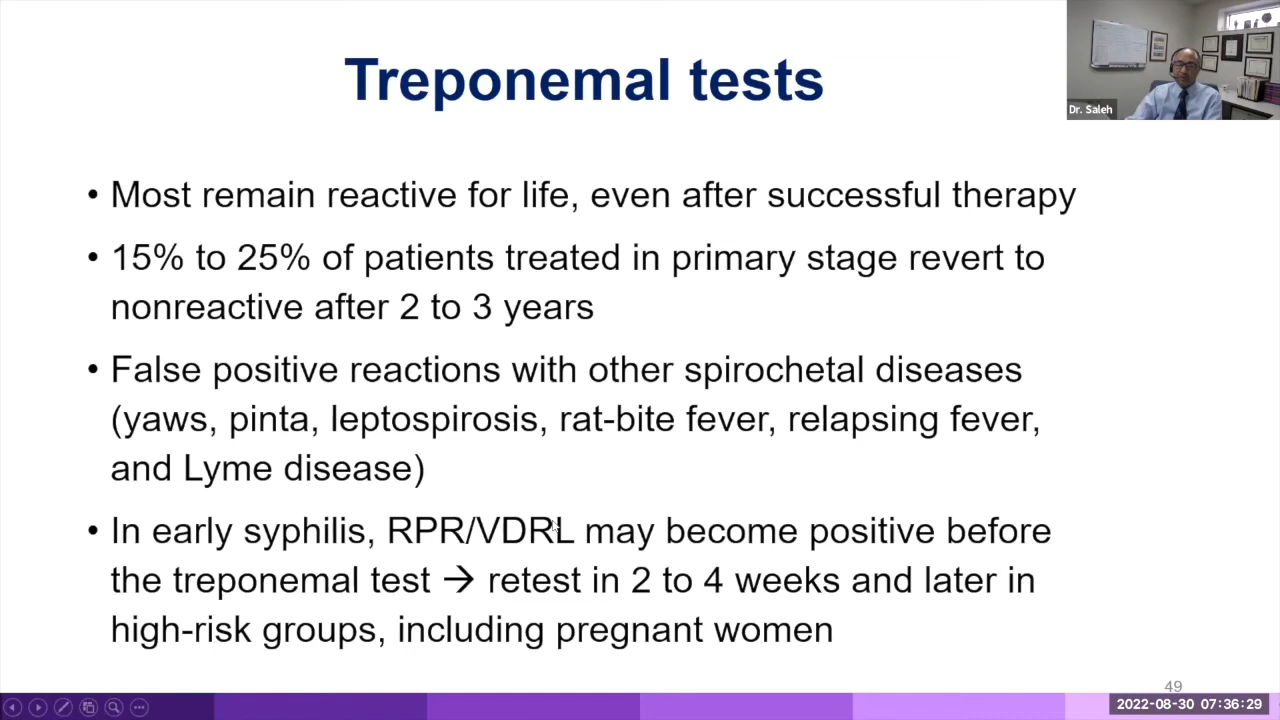 Treponemal tests
Dr. Saleh
• Most remain reactive for life, even after successful therapy
• 15% to 25% of patients treated in primary stage revert to
nonreactive after 2 to 3 years
• False positive reactions with other spirochetal diseases
(yaws, pinta, leptospirosis, rat-bite fever, relapsing fever,
and Lyme disease)
• In early syphilis, RPR/VDRL may become positive before
the treponemal test → retest in 2 to 4 weeks and later in
high-risk groups, including pregnant women
49
2022-08-30 07:36:29